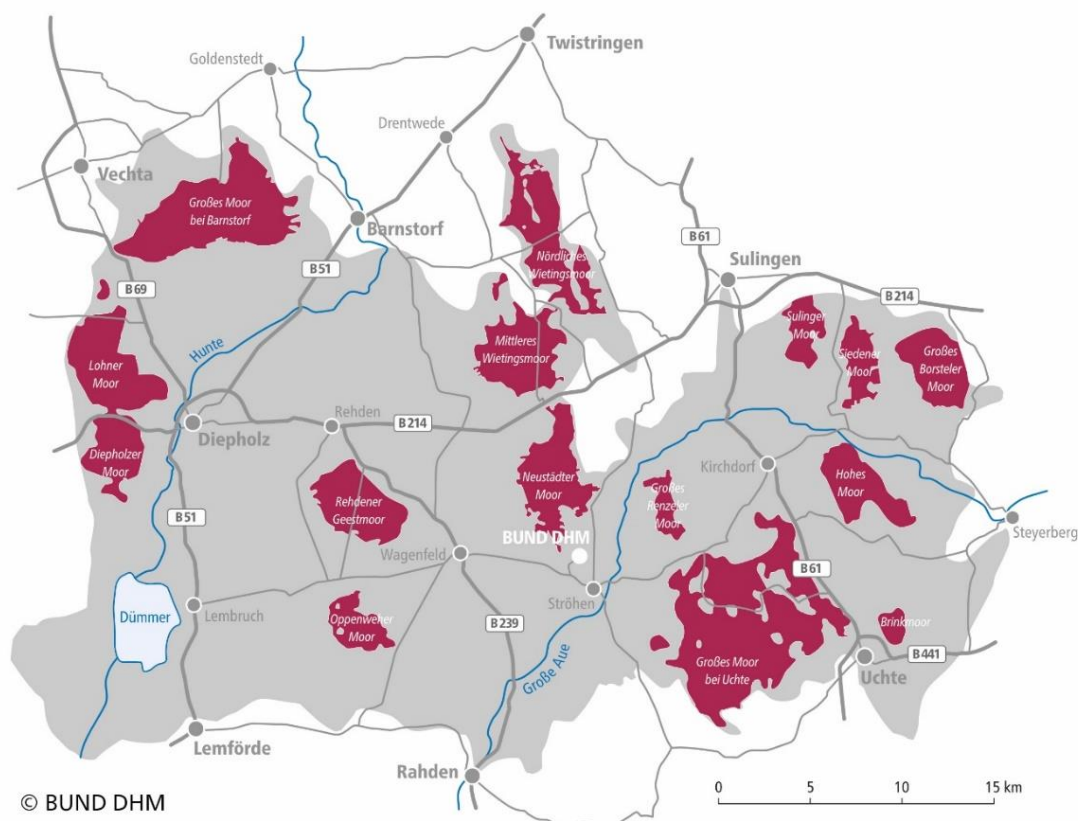 Twistringen
Goldenstedt
Drentwede
Vechta
Großes Moor
bei Barnstorf
Barnstorf
B61
Sulingen
Nördliches
Wietingsmoor
B51
B69
B214
Sulinger
Moor
Hunte
Mittleres
Wietingsmoor
Siedener
Moor
Großes
Borsteler
Moor
Lohner
Moor
Rehden
B214
Diepholz
Diepholzer
Moor
Kirchdorf
Neustädter
Moor
Hohes
Moor
Rehdener
Geestmoor
Großes
Renzeler
Moor
B51
Steyerberg
BUND DHM
Wagenfeld
B61
Ströhen
Dümmer
Lembruch
Oppenweher
Moor
B239
Brinkmoor
Große Aue
Großes Moor
bei Uchte
B441
Uchte
Lemförde
Rahden
0 5 10 15 km
© BUND DHM